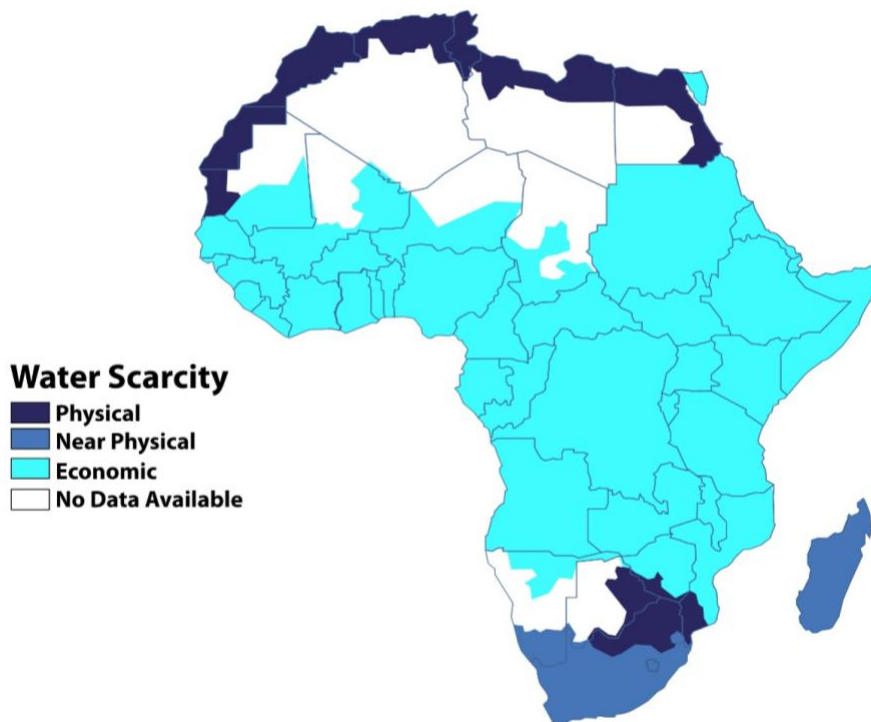 Water Scarcity
Physical
Near Physical
Economic
No Data Available